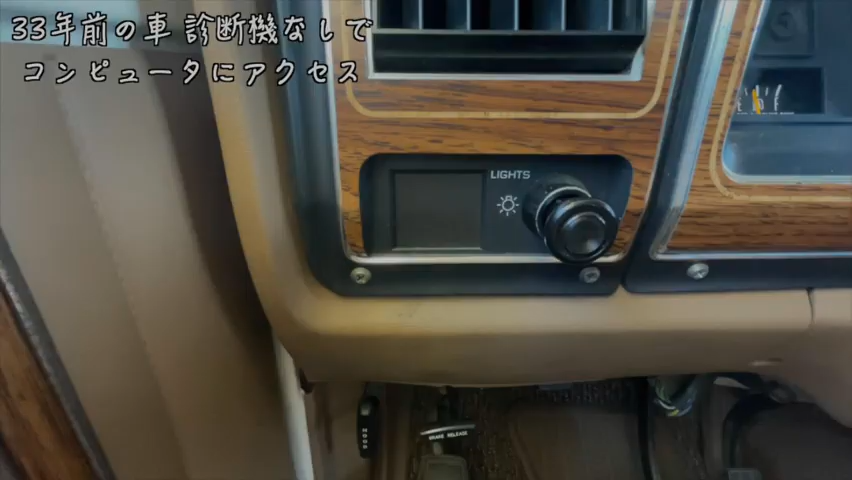 33年前の車 診断機なしで
コンピュータにアクセス
LIGHTS
E F
HOOD
BRAKE RELEASE